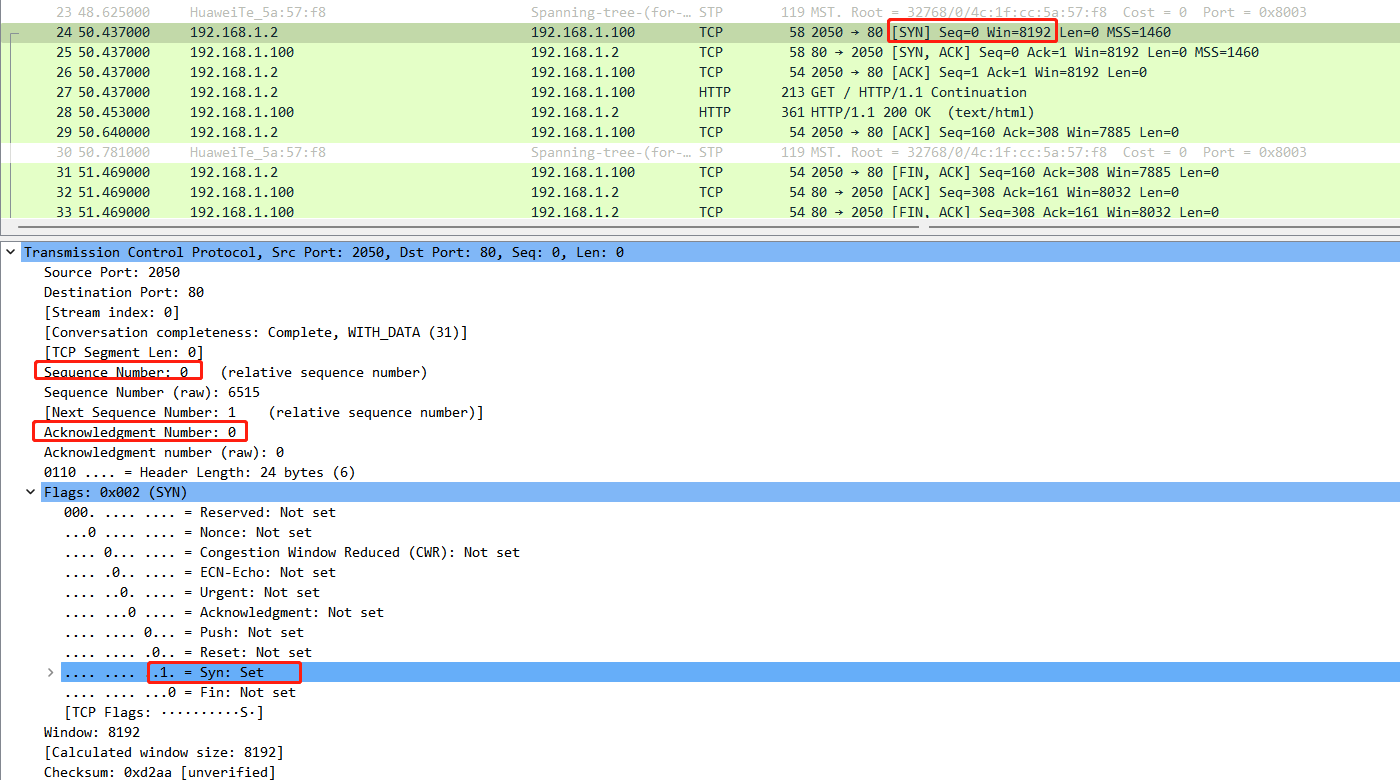 23 48.625000 HuaweiTe_5a:57:f8 Spanning-tree-(for-… STP 119 MST. Root = 32768/0/4c:1f:cc:5a:57:f8 Cost = 0 Port = 0x8003
24 50.437000 192.168.1.2 192.168.1.100 TCP 58 2050 → 80 [SYN] Seq=0 Win=8192 Len=0 MSS=1460
25 50.437000 192.168.1.100 192.168.1.2 TCP 58 80 → 2050 [SYN, ACK] Seq=0 Ack=1 Win=8192 Len=0 MSS=1460
26 50.437000 192.168.1.2 192.168.1.100 TCP 54 2050 → 80 [ACK] Seq=1 Ack=1 Win=8192 Len=0
27 50.437000 192.168.1.2 192.168.1.100 HTTP 213 GET / HTTP/1.1 Continuation
28 50.453000 192.168.1.100 192.168.1.2 HTTP 361 HTTP/1.1 200 OK (text/html)
29 50.640000 192.168.1.2 192.168.1.100 TCP 54 2050 → 80 [ACK] Seq=160 Ack=308 Win=7885 Len=0
30 50.781000 HuaweiTe_5a:57:f8 Spanning-tree-(for-… STP 119 MST. Root = 32768/0/4c:1f:cc:5a:57:f8 Cost = 0 Port = 0x8003
31 51.469000 192.168.1.2 192.168.1.100 TCP 54 2050 → 80 [FIN, ACK] Seq=160 Ack=308 Win=7885 Len=0
32 51.469000 192.168.1.100 192.168.1.2 TCP 54 80 → 2050 [ACK] Seq=308 Ack=161 Win=8032 Len=0
33 51.469000 192.168.1.100 192.168.1.2 TCP 54 80 → 2050 [FIN, ACK] Seq=308 Ack=161 Win=8032 Len=0
Transmission Control Protocol, Src Port: 2050, Dst Port: 80, Seq: 0, Len: 0
Source Port: 2050
Destination Port: 80
[Stream index: 0]
[Conversation completeness: Complete, WITH_DATA (31)]
[TCP Segment Len: 0]
Sequence Number: 0 (relative sequence number)
Sequence Number (raw): 6515
[Next Sequence Number: 1 (relative sequence number)]
Acknowledgment Number: 0
Acknowledgment number (raw): 0
0110 .... = Header Length: 24 bytes (6)
Flags: 0x002 (SYN)
000. .... .... = Reserved: Not set
...0 .... .... = Nonce: Not set
.... 0... .... = Congestion Window Reduced (CWR): Not set
.... .0.. .... = ECN-Echo: Not set
.... ..0. .... = Urgent: Not set
.... ...0 .... = Acknowledgment: Not set
.... .... 0... = Push: Not set
.... .... .0.. = Reset: Not set
.... .... ..1. = Syn: Set
.... .... ...0 = Fin: Not set
[TCP Flags: ··········S·]
Window: 8192
[Calculated window size: 8192]
Checksum: 0xd2aa [unverified]